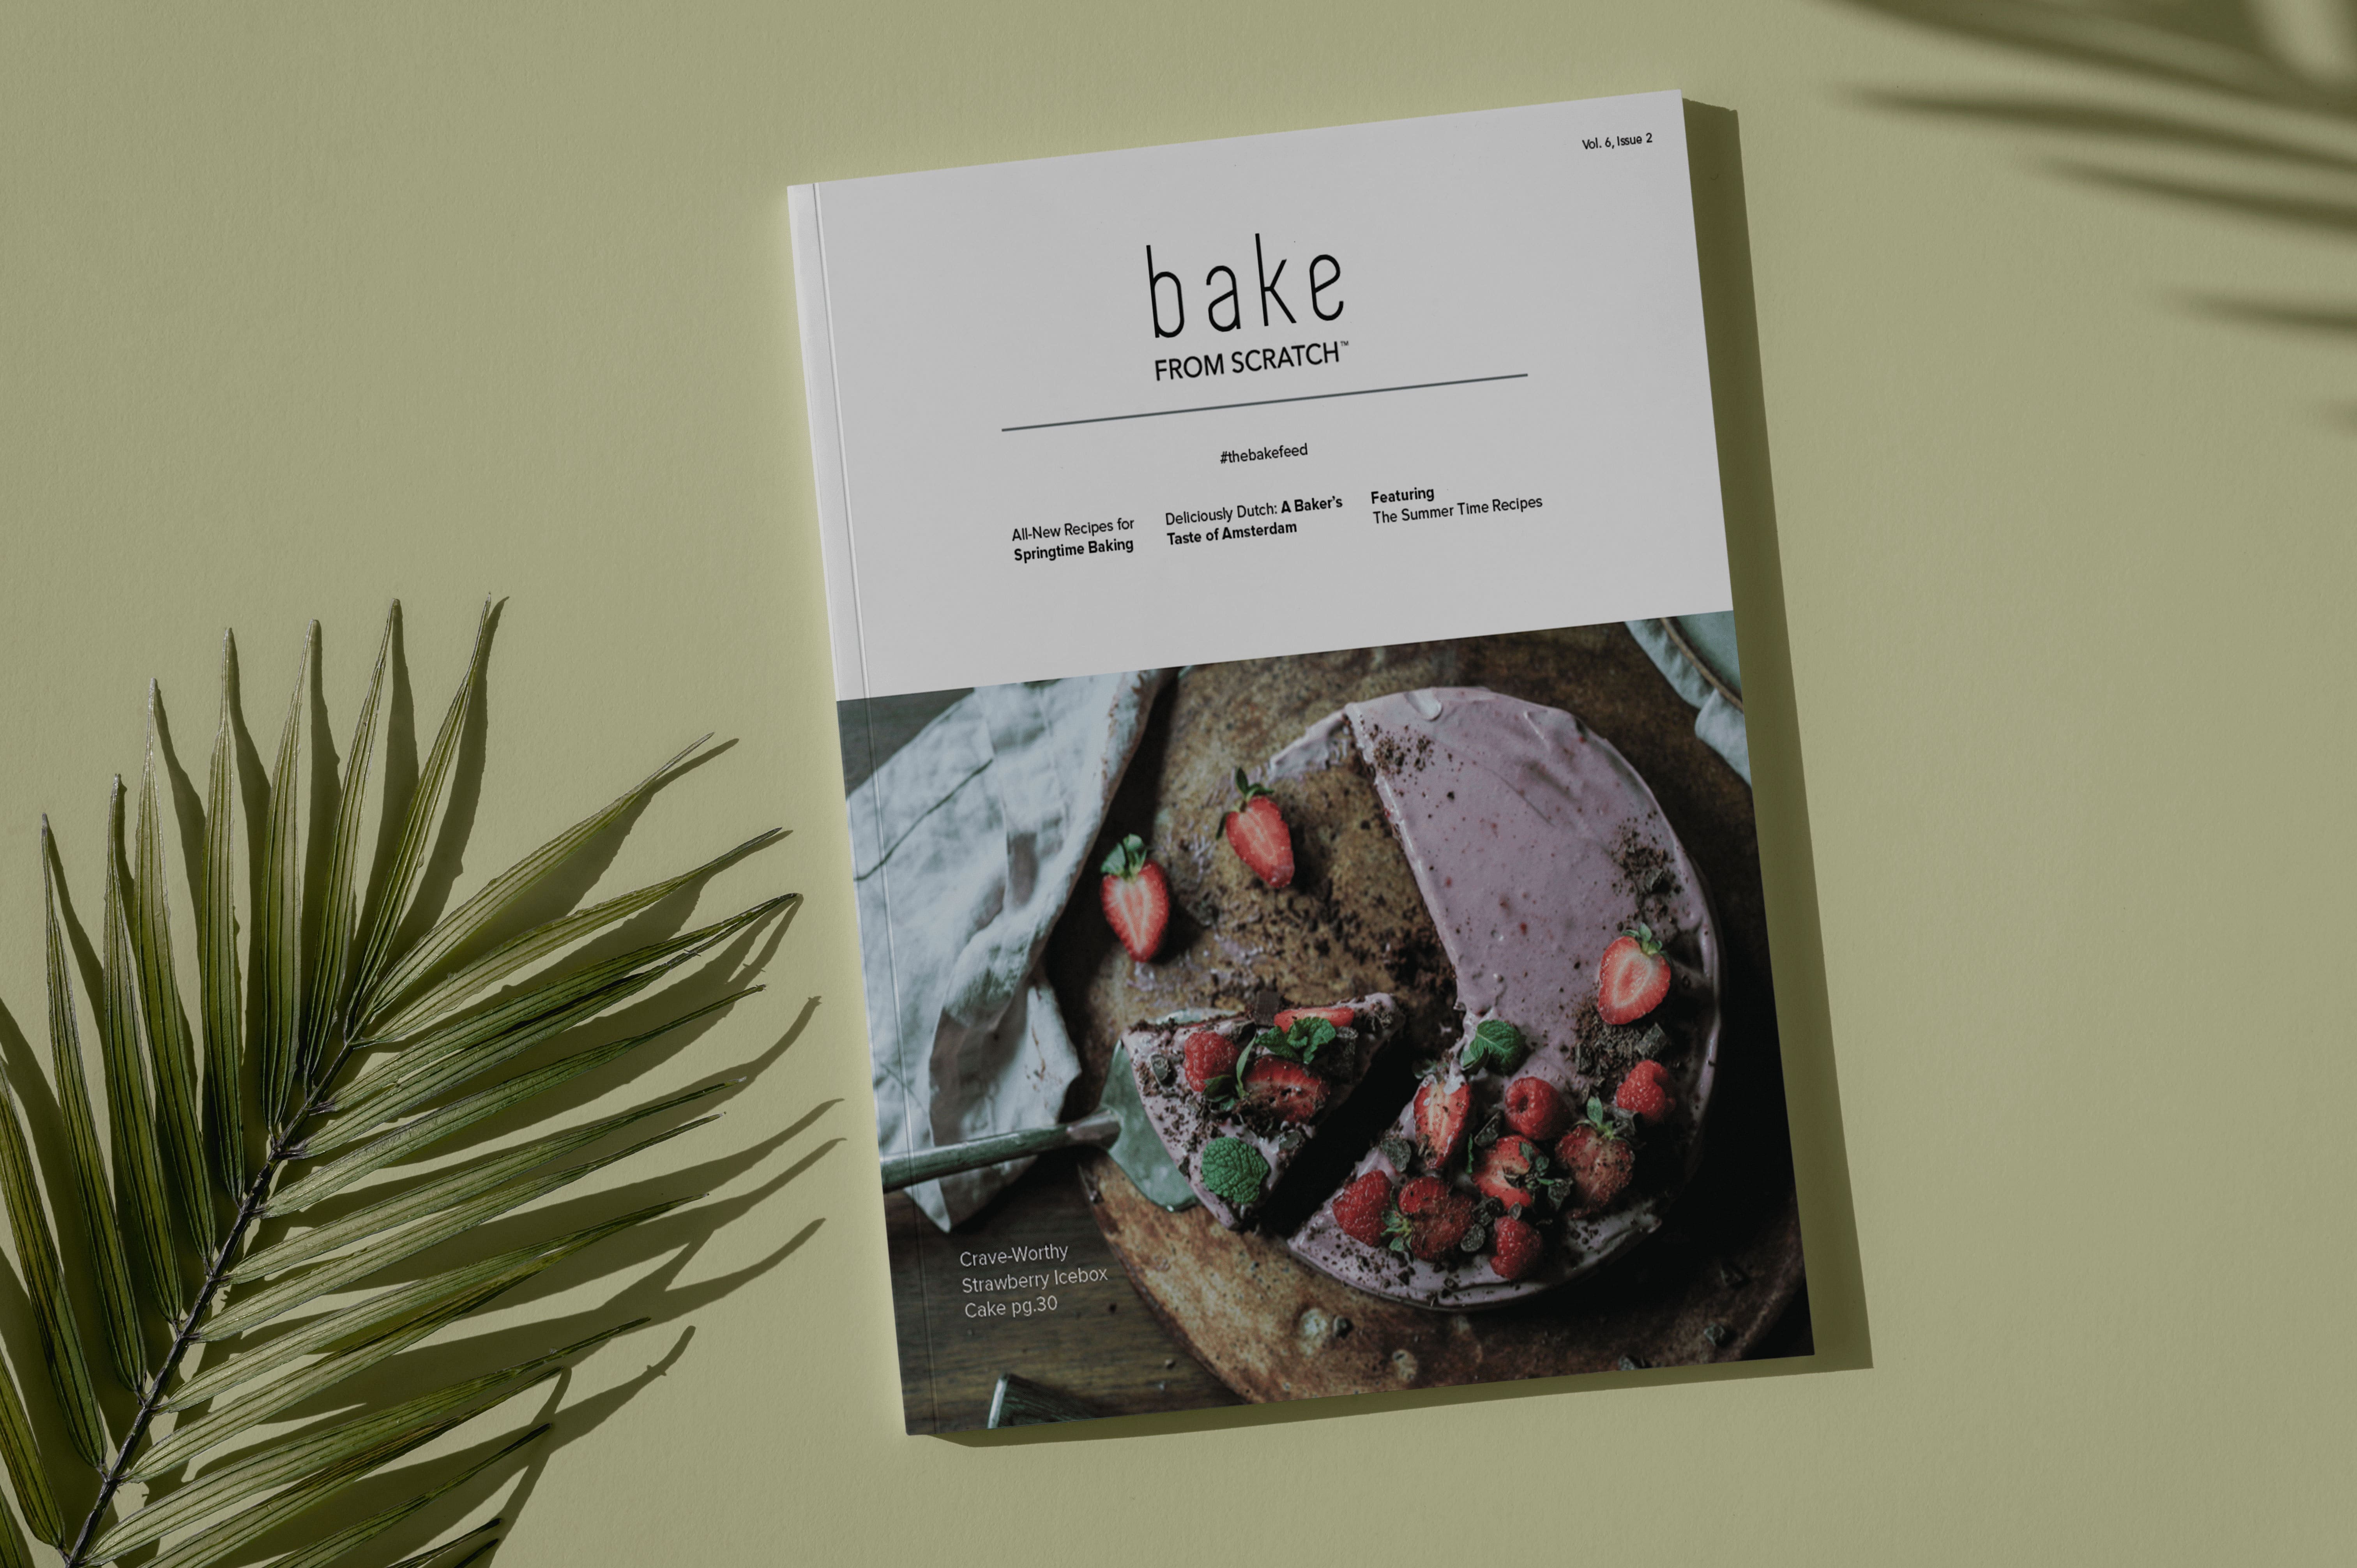 Vol. 6, Issue 2
bake
FROM SCRATCH™
#thebakefeed
All-New Recipes for
Springtime Baking
Deliciously Dutch: A Baker's
Taste of Amsterdam
Featuring
The Summer Time Recipes
Crave-Worthy
Strawberry Icebox
Cake pg.30